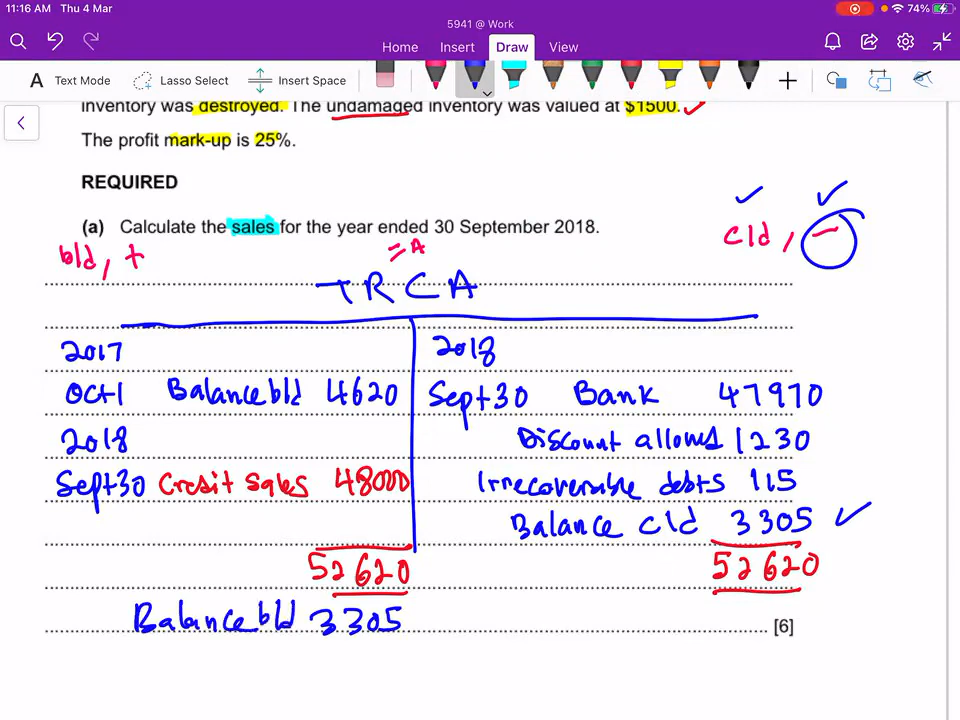 11:16 AM Thu 4 Mar
74%
5941 @ Work
Home Insert Draw View
A Text Mode Lasso Select Insert Space
inventory was destroyed. The undamaged inventory was valued at $1500.
The profit mark-up is 25%.
REQUIRED
(a) Calculate the sales for the year ended 30 September 2018.
c/d, −
b/d, +
= A
TRCA
2017 2018
Oct 1 Balance b/d 4620 Sept 30 Bank 47970
2018 Discount allowed 1230
Sept 30 Credit Sales 48000 Irrecoverable debts 115
Balance c/d 3305
52620 52620
Balance b/d 3305
[6]